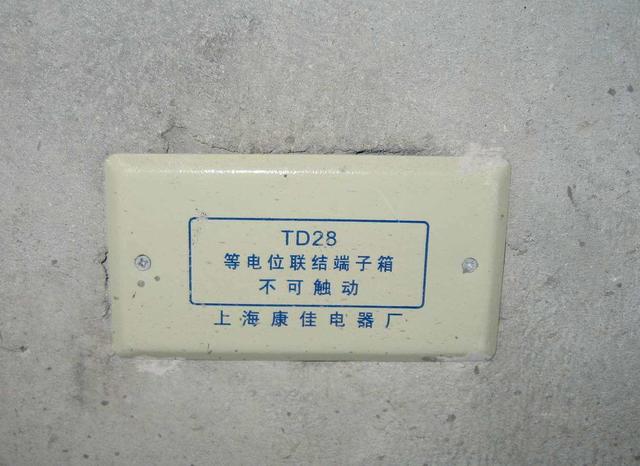 TD28
等电位联结端子箱
不可触动
上海康佳电器厂